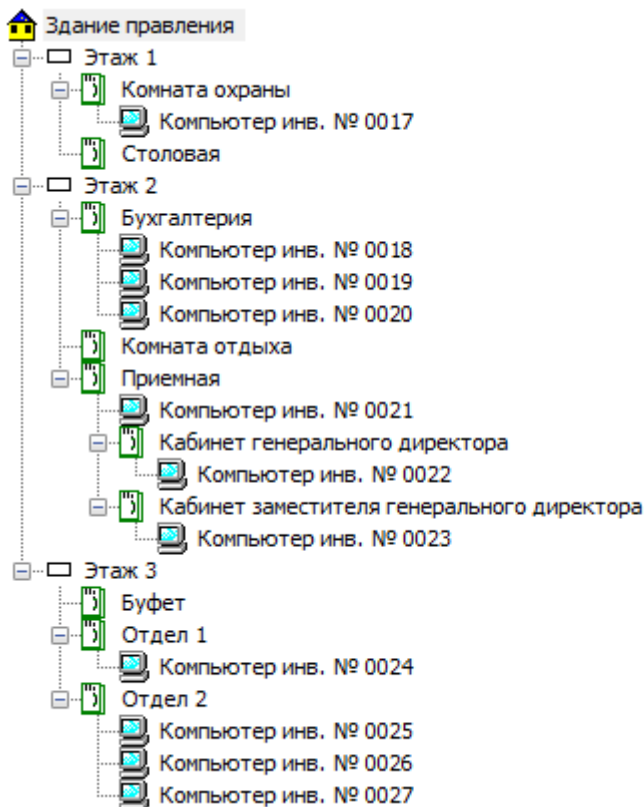 Здание правления
Этаж 1
Комната охраны
Компьютер инв. № 0017
Столовая
Этаж 2
Бухгалтерия
Компьютер инв. № 0018
Компьютер инв. № 0019
Компьютер инв. № 0020
Комната отдыха
Приемная
Компьютер инв. № 0021
Кабинет генерального директора
Компьютер инв. № 0022
Кабинет заместителя генерального директора
Компьютер инв. № 0023
Этаж 3
Буфет
Отдел 1
Компьютер инв. № 0024
Отдел 2
Компьютер инв. № 0025
Компьютер инв. № 0026
Компьютер инв. № 0027